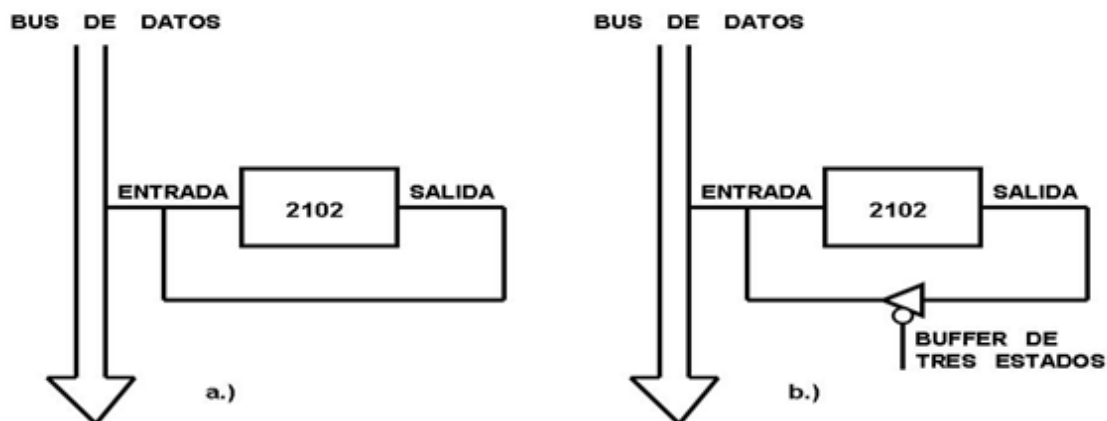 BUS DE DATOS
ENTRADA
2102
SALIDA
a.)
BUS DE DATOS
ENTRADA
2102
SALIDA
BUFFER DE
TRES ESTADOS
b.)